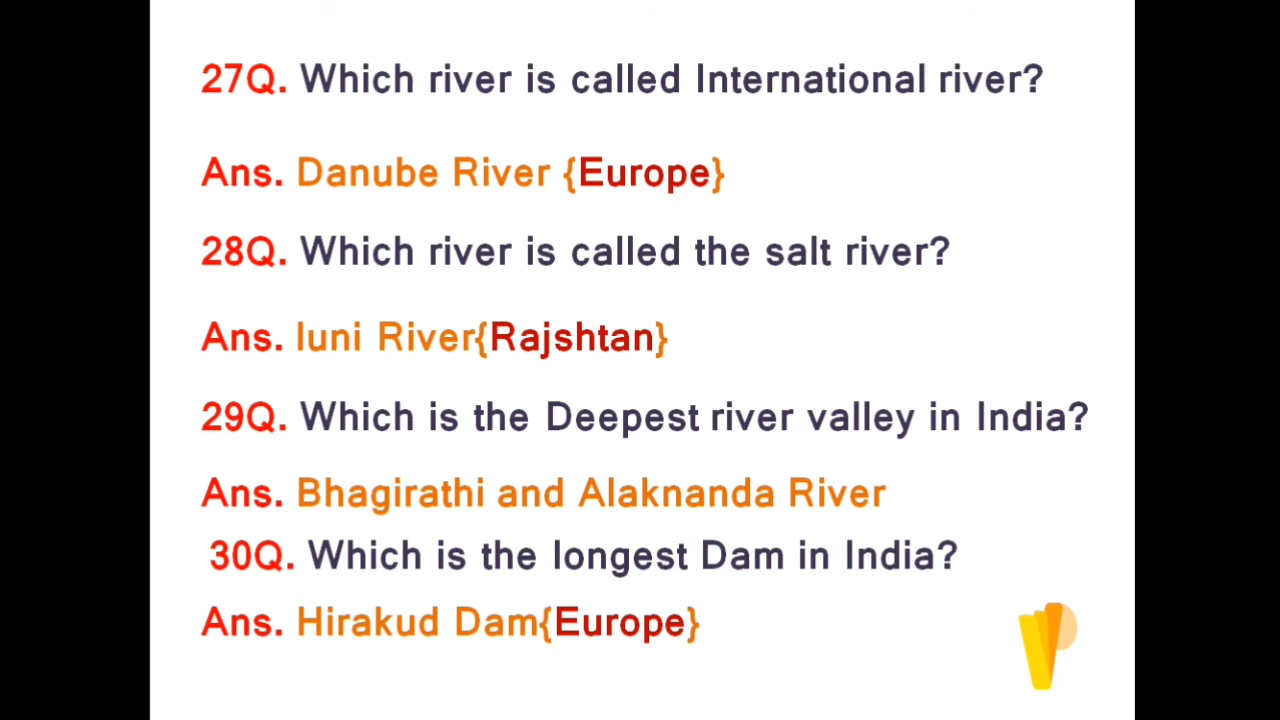 27Q. Which river is called International river?
Ans. Danube River {Europe}
28Q. Which river is called the salt river?
Ans. luni River{Rajshtan}
29Q. Which is the Deepest river valley in India?
Ans. Bhagirathi and Alaknanda River
30Q. Which is the longest Dam in India?
Ans. Hirakud Dam{Europe}